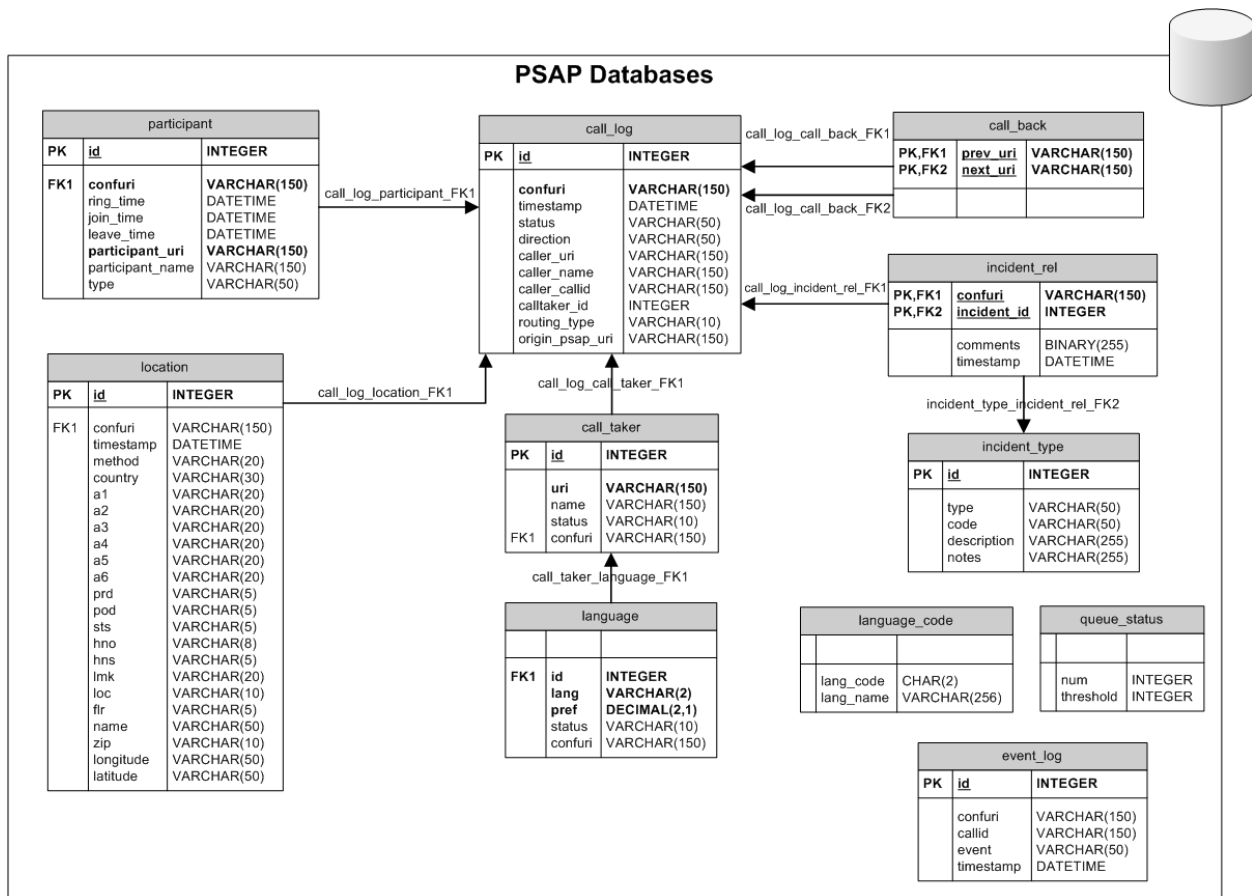 PSAP Databases
participant
PK id INTEGER
FK1 confuri VARCHAR(150)
ring_time DATETIME
join_time DATETIME
leave_time DATETIME
participant_uri VARCHAR(150)
participant_name VARCHAR(150)
type VARCHAR(50)
call_log_participant_FK1
call_log
PK id INTEGER
confuri VARCHAR(150)
timestamp DATETIME
status VARCHAR(50)
direction VARCHAR(50)
caller_uri VARCHAR(150)
caller_name VARCHAR(150)
caller_callid VARCHAR(150)
calltaker_id INTEGER
routing_type VARCHAR(10)
origin_psap_uri VARCHAR(150)
call_log_call_back_FK1
call_log_call_back_FK2
call_back
PK,FK1 prev_uri VARCHAR(150)
PK,FK2 next_uri VARCHAR(150)
call_log_incident_rel_FK1
incident_rel
PK,FK1 confuri VARCHAR(150)
PK,FK2 incident_id INTEGER
comments BINARY(255)
timestamp DATETIME
incident_type_incident_rel_FK2
location
PK id INTEGER
FK1 confuri VARCHAR(150)
timestamp DATETIME
method VARCHAR(20)
country VARCHAR(30)
a1 VARCHAR(20)
a2 VARCHAR(20)
a3 VARCHAR(20)
a4 VARCHAR(20)
a5 VARCHAR(20)
a6 VARCHAR(20)
prd VARCHAR(5)
pod VARCHAR(5)
sts VARCHAR(5)
hno VARCHAR(8)
hns VARCHAR(5)
lmk VARCHAR(20)
loc VARCHAR(10)
flr VARCHAR(5)
name VARCHAR(50)
zip VARCHAR(10)
longitude VARCHAR(50)
latitude VARCHAR(50)
call_log_location_FK1
call_log_call_taker_FK1
call_taker
PK id INTEGER
uri VARCHAR(150)
name VARCHAR(150)
status VARCHAR(10)
FK1 confuri VARCHAR(150)
call_taker_language_FK1
language
FK1 id INTEGER
lang VARCHAR(2)
pref DECIMAL(2,1)
status VARCHAR(10)
confuri VARCHAR(150)
incident_type
PK id INTEGER
type VARCHAR(50)
code VARCHAR(50)
description VARCHAR(255)
notes VARCHAR(255)
language_code
lang_code CHAR(2)
lang_name VARCHAR(256)
queue_status
num INTEGER
threshold INTEGER
event_log
PK id INTEGER
confuri VARCHAR(150)
callid VARCHAR(150)
event VARCHAR(50)
timestamp DATETIME